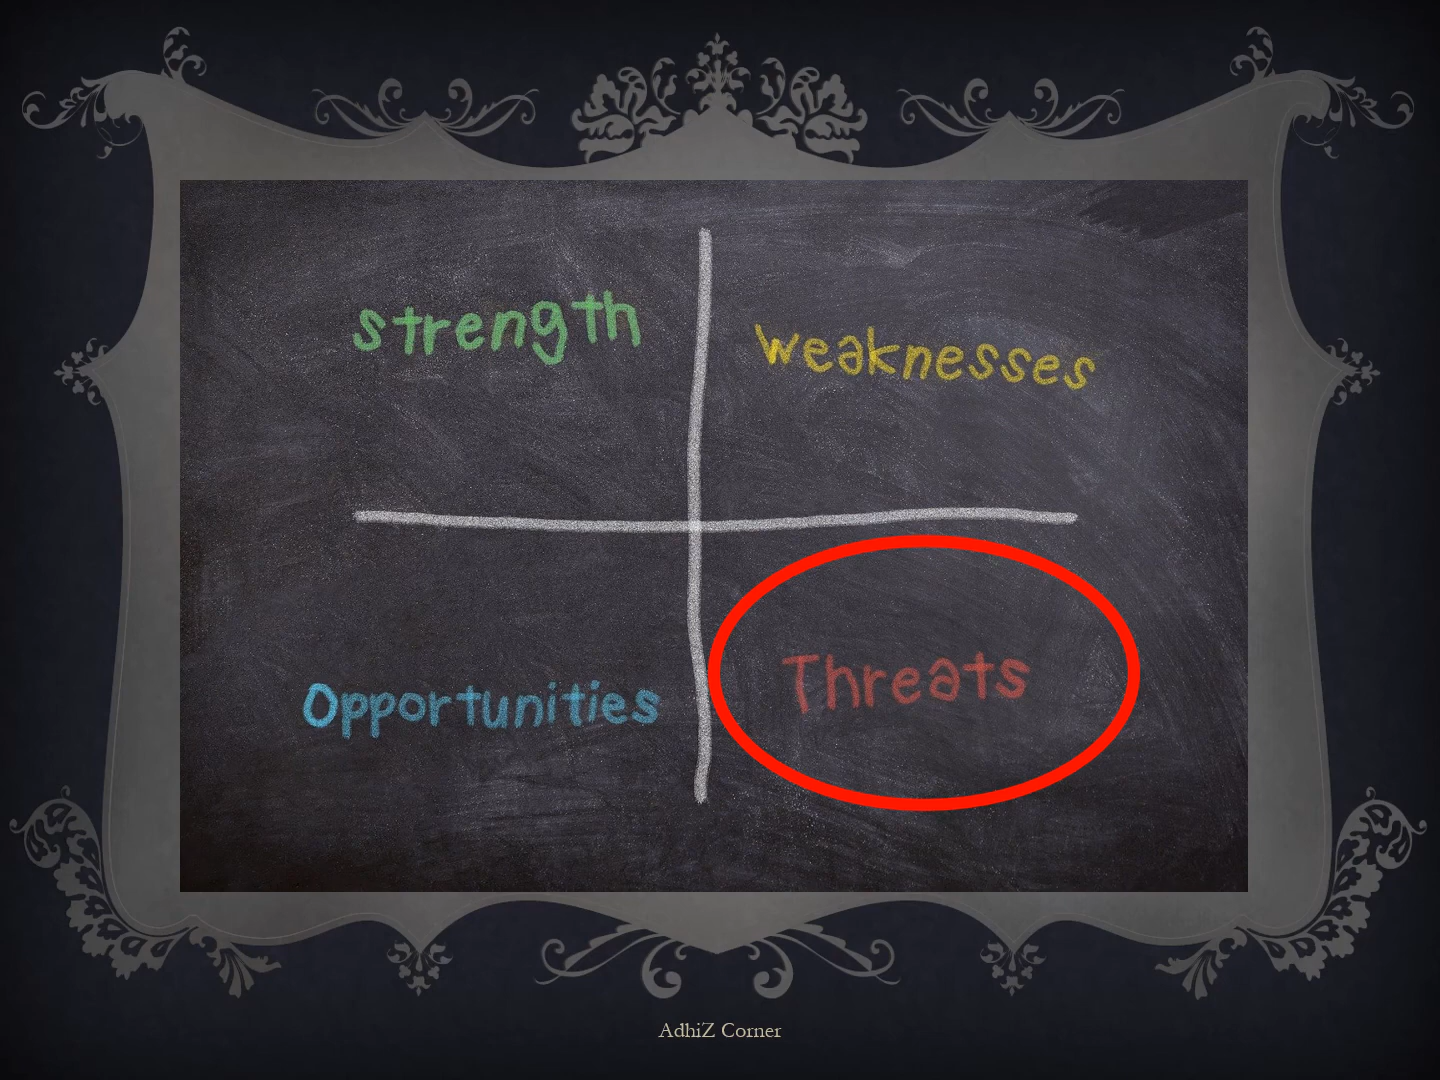 strength
weaknesses
Opportunities
Threats
AdhiZ Corner